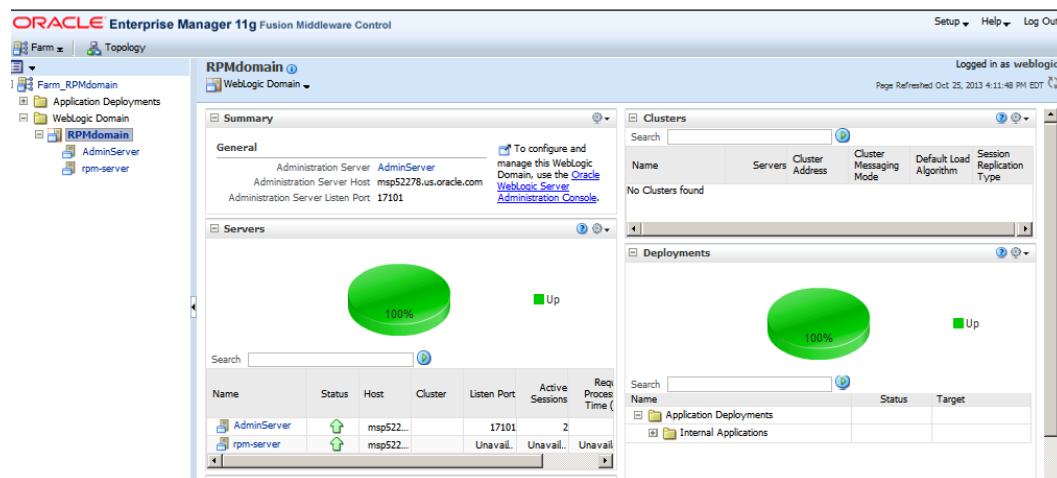 ORACLE Enterprise Manager 11g Fusion Middleware Control
Setup Help Log Out
Farm Topology
Farm_RPMdomain
Application Deployments
WebLogic Domain
RPMdomain
AdminServer
rpm-server
RPMdomain
WebLogic Domain
Logged in as weblogic
Page Refreshed Oct 25, 2013 4:11:48 PM EDT
Summary
General
Administration Server AdminServer
Administration Server Host msp52278.us.oracle.com
Administration Server Listen Port 17101
To configure and
manage this WebLogic
Domain, use the Oracle
WebLogic Server
Administration Console.
Servers
100%
Up
Search
Name Status Host Cluster Listen Port Active Sessions Requ Proces Time (
AdminServer msp522... 17101 2
rpm-server msp522... Unavail.. Unavail.. Unavail
Clusters
Search
Name Servers Cluster Address Cluster Messaging Mode Default Load Algorithm Session Replication Type
No Clusters found
Deployments
100%
Up
Search
Name Status Target
Application Deployments
Internal Applications